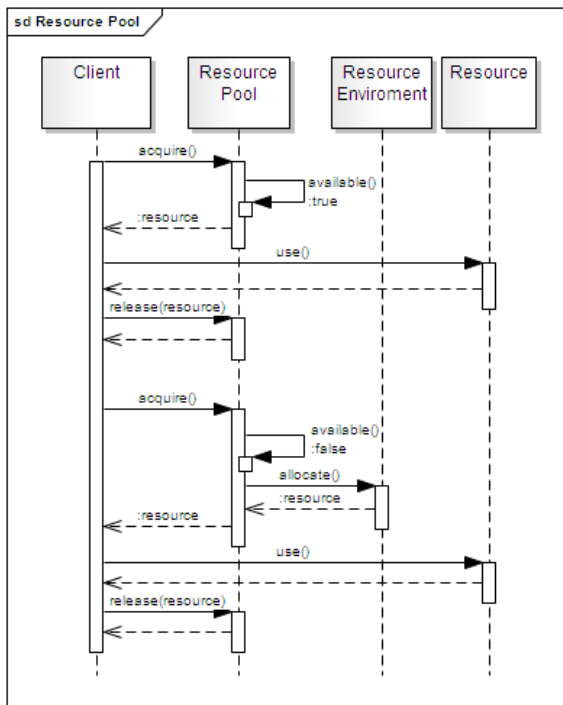 sd Resource Pool
Client
Resource
Pool
Resource
Enviroment
Resource
acquire()
available()
:true
:resource
use()
release(resource)
acquire()
available()
:false
allocate()
:resource
:resource
use()
release(resource)